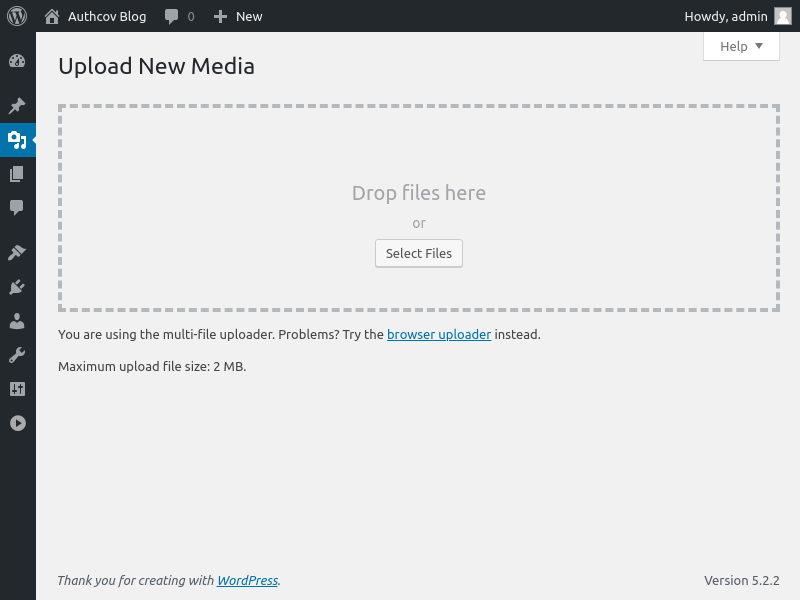 Authcov Blog 0 New Howdy, admin
Help
Upload New Media
Drop files here
or
Select Files
You are using the multi-file uploader. Problems? Try the browser uploader instead.
Maximum upload file size: 2 MB.
Thank you for creating with WordPress. Version 5.2.2